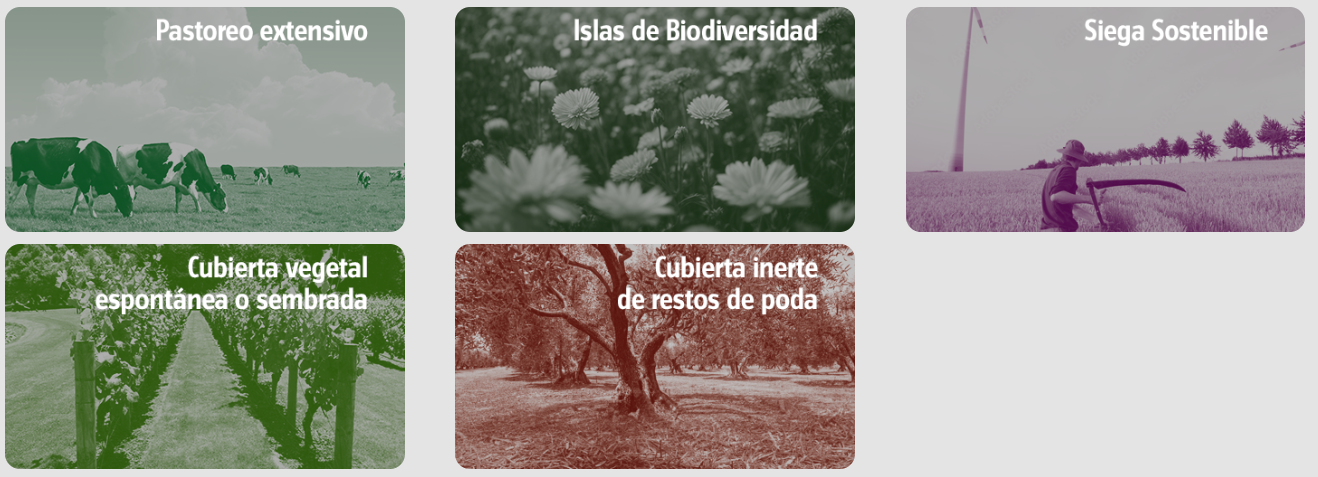 Pastoreo extensivo
Islas de Biodiversidad
Siega Sostenible
Cubierta vegetal
espontánea o sembrada
Cubierta inerte
de restos de poda